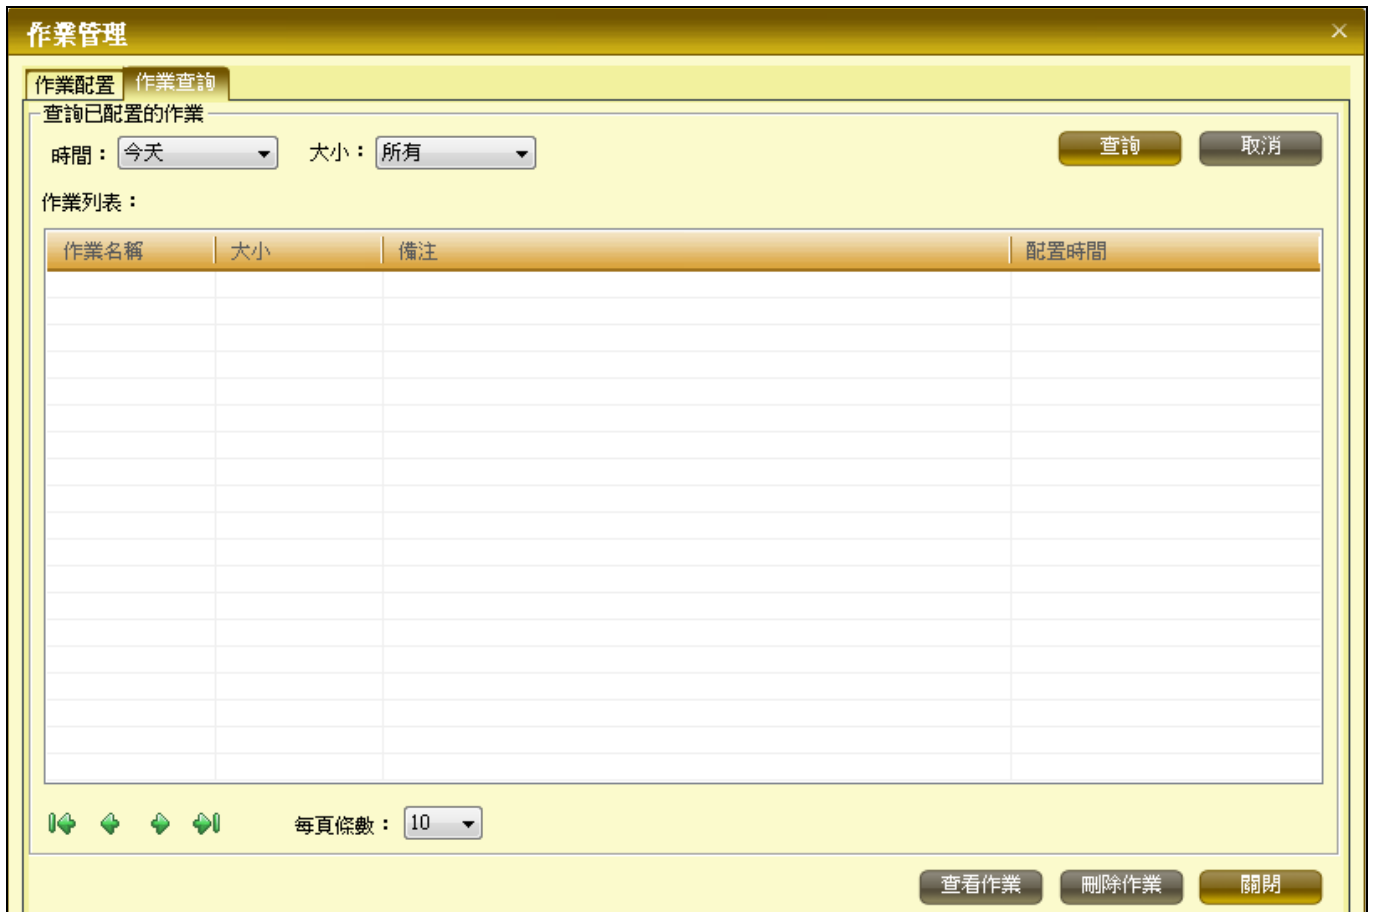 作業管理
作業配置 作業查詢
查詢已配置的作業
時間： 今天 大小： 所有 查詢 取消
作業列表：
作業名稱 大小 備注 配置時間
每頁條數： 10
查看作業 刪除作業 關閉